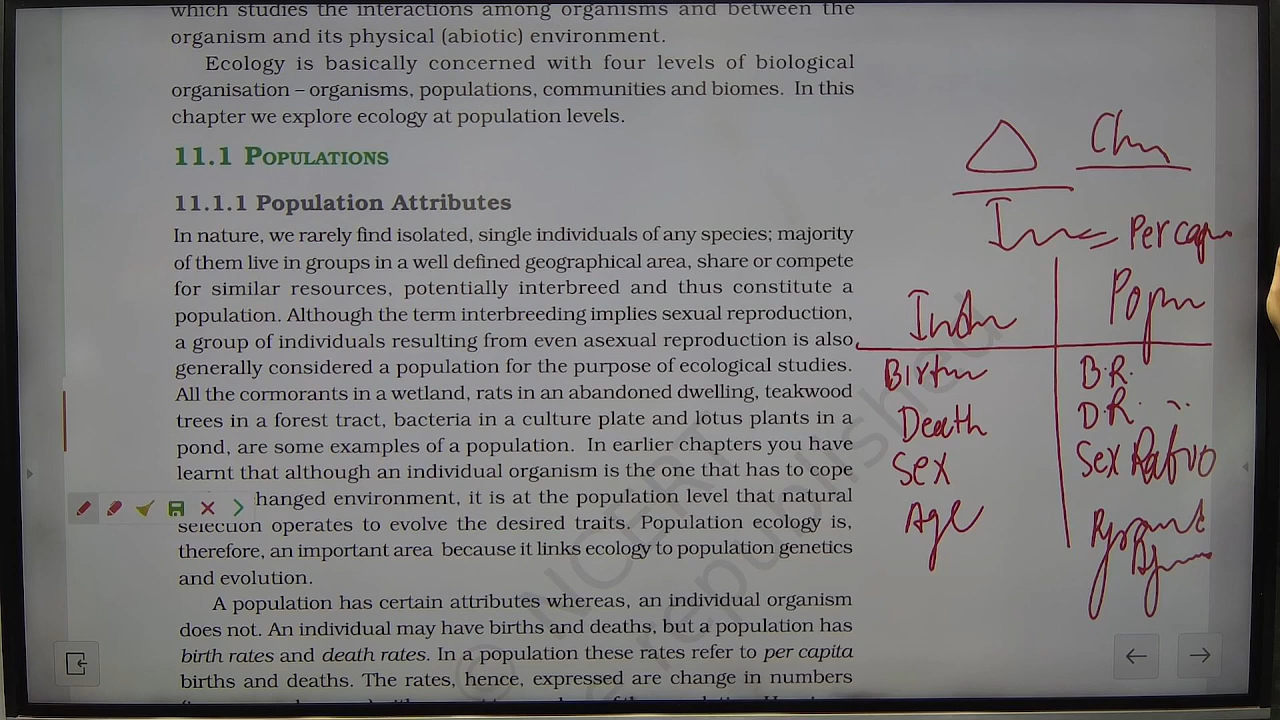 which studies the interactions among organisms and between the
organism and its physical (abiotic) environment.
Ecology is basically concerned with four levels of biological
organisation – organisms, populations, communities and biomes. In this
chapter we explore ecology at population levels.
11.1 POPULATIONS
11.1.1 Population Attributes
In nature, we rarely find isolated, single individuals of any species; majority
of them live in groups in a well defined geographical area, share or compete
for similar resources, potentially interbreed and thus constitute a
population. Although the term interbreeding implies sexual reproduction,
a group of individuals resulting from even asexual reproduction is also
generally considered a population for the purpose of ecological studies.
All the cormorants in a wetland, rats in an abandoned dwelling, teakwood
trees in a forest tract, bacteria in a culture plate and lotus plants in a
pond, are some examples of a population. In earlier chapters you have
learnt that although an individual organism is the one that has to cope
hanged environment, it is at the population level that natural
selection operates to evolve the desired traits. Population ecology is,
therefore, an important area because it links ecology to population genetics
and evolution.
A population has certain attributes whereas, an individual organism
does not. An individual may have births and deaths, but a population has
birth rates and death rates. In a population these rates refer to per capita
births and deaths. The rates, hence, expressed are change in numbers
Birth B.R.
Death D.R.
Sex Sex Ratio
Age
© NCERT
republished